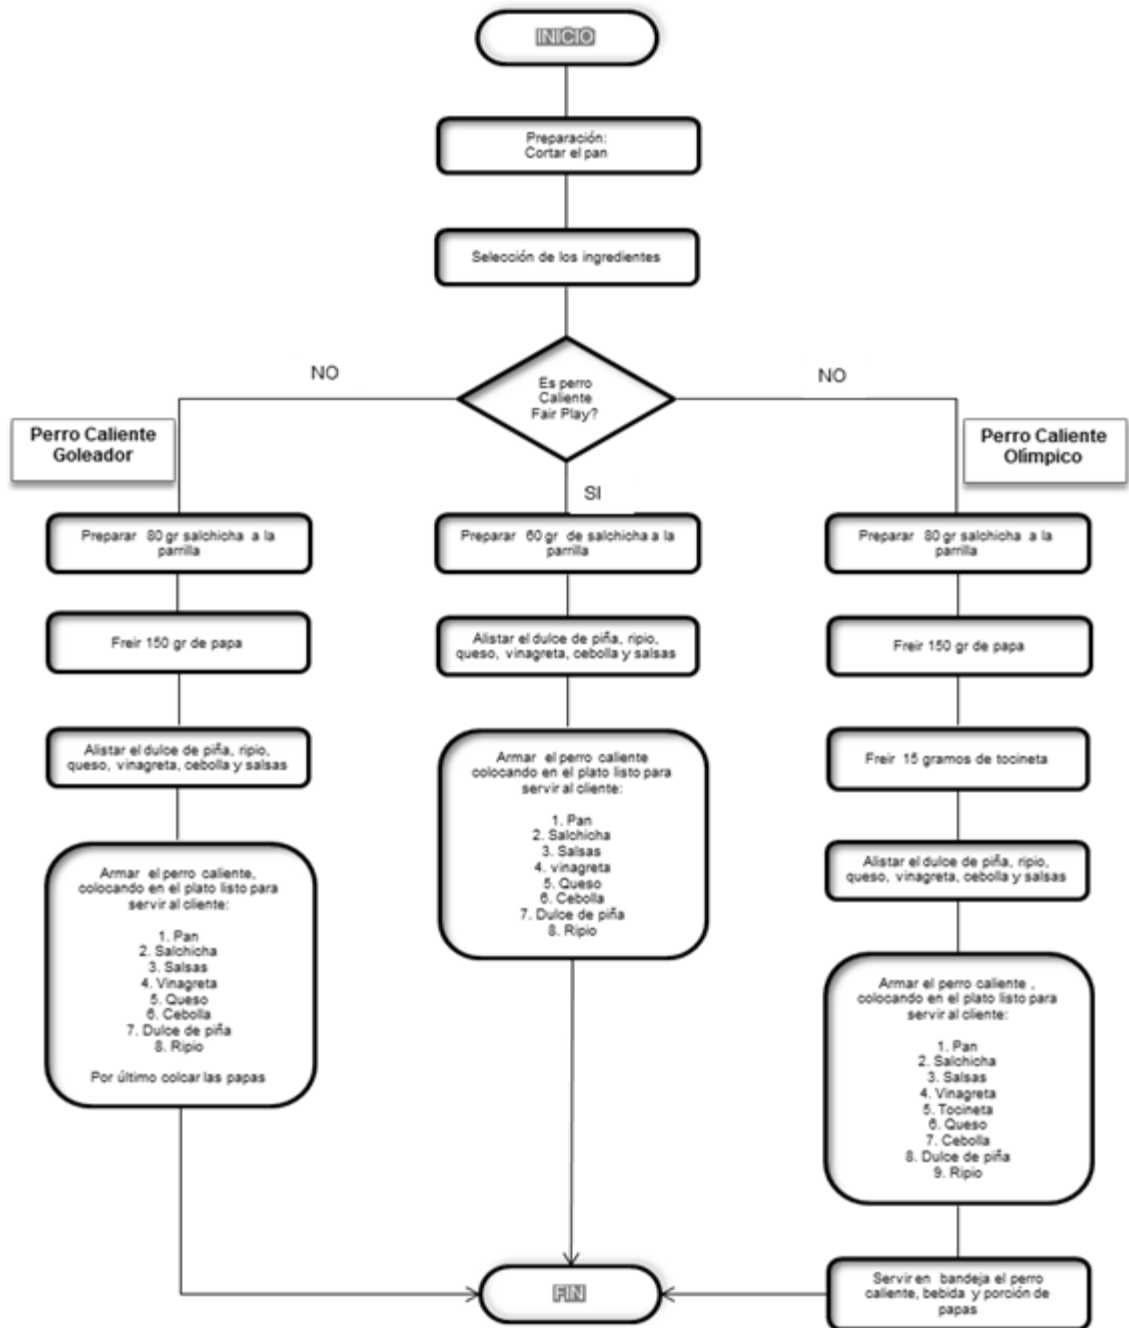 INICIO
Preparación:
Cortar el pan
Selección de los ingredientes
Es perro
Caliente
Fair Play?
NO
NO
SI
Perro Caliente
Goleador
Preparar 80 gr salchicha a la
parrilla
Freir 150 gr de papa
Alistar el dulce de piña, ripio,
queso, vinagreta, cebolla y salsas
Armar el perro caliente,
colocando en el plato listo para
servir al cliente:
1. Pan
2. Salchicha
3. Salsas
4. Vinagreta
5. Queso
6. Cebolla
7. Dulce de piña
8. Ripio
Por último colcar las papas
Preparar 60 gr de salchicha a la
parrilla
Alistar el dulce de piña, ripio,
queso, vinagreta, cebolla y salsas
Armar el perro caliente
colocando en el plato listo para
servir al cliente:
1. Pan
2. Salchicha
3. Salsas
4. vinagreta
5. Queso
6. Cebolla
7. Dulce de piña
8. Ripio
Perro Caliente
Olìmpico
Preparar 80 gr salchicha a la
parrilla
Freir 150 gr de papa
Freir 15 gramos de tocineta
Alistar el dulce de piña, ripio,
queso, vinagreta, cebolla y salsas
Armar el perro caliente ,
colocando en el plato listo para
servir al cliente:
1. Pan
2. Salchicha
3. Salsas
4. Vinagreta
5. Tocineta
6. Queso
7. Cebolla
8. Dulce de piña
9. Ripio
Servir en bandeja el perro
caliente, bebida y porción de
papas
FIN